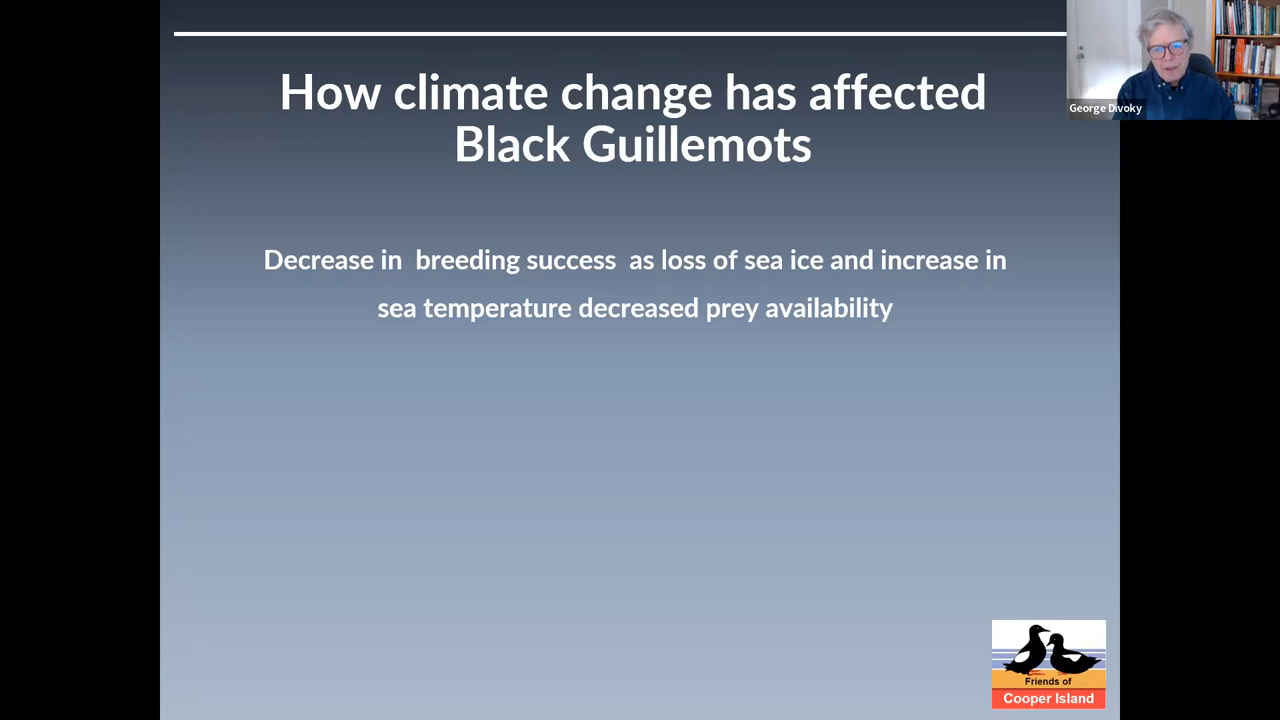 How climate change has affected
Black Guillemots
George Divoky
Decrease in  breeding success  as loss of sea ice and increase in
sea temperature decreased prey availability
Friends of
Cooper Island